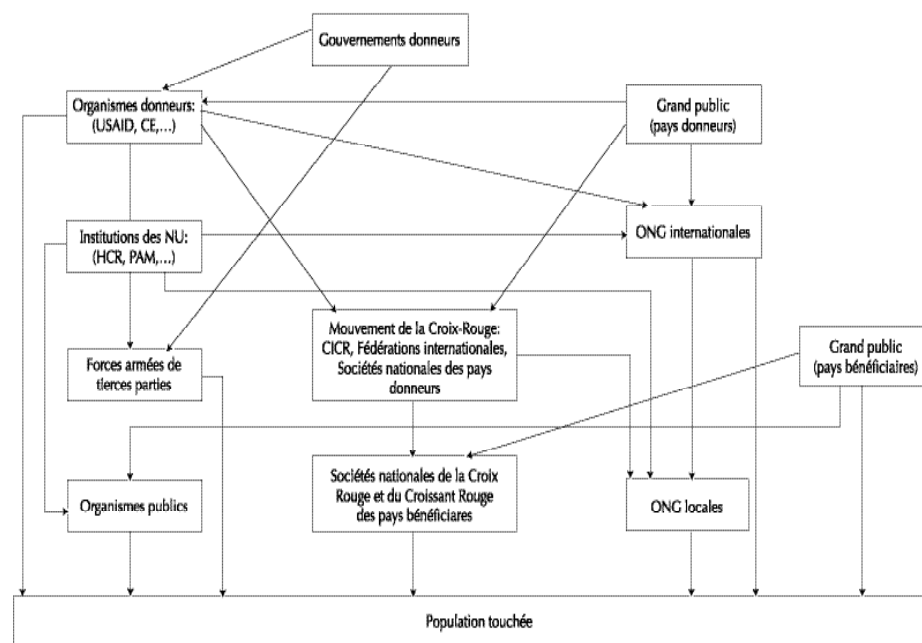 Gouvernements donneurs
Organismes donneurs:
(USAID, CE,...)
Grand public
(pays donneurs)
Institutions des NU:
(HCR, PAM,...)
ONG internationales
Mouvement de la Croix-Rouge:
CICR, Fédérations internationales,
Sociétés nationales des pays
donneurs
Forces armées de
tierces parties
Grand public
(pays bénéficiaires)
Organismes publics
Sociétés nationales de la Croix
Rouge et du Croissant Rouge
des pays bénéficiares
ONG locales
Population touchée